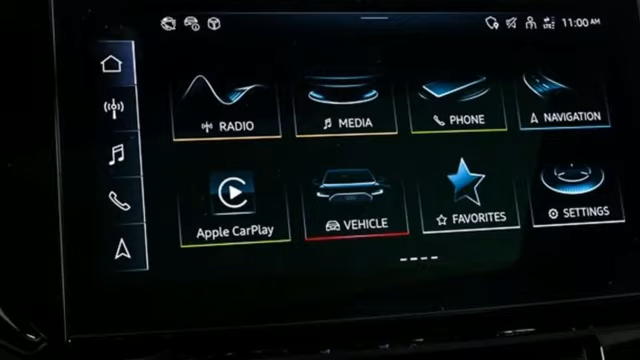 11:00 AM
RADIO
MEDIA
PHONE
NAVIGATION
Apple CarPlay
VEHICLE
FAVORITES
SETTINGS